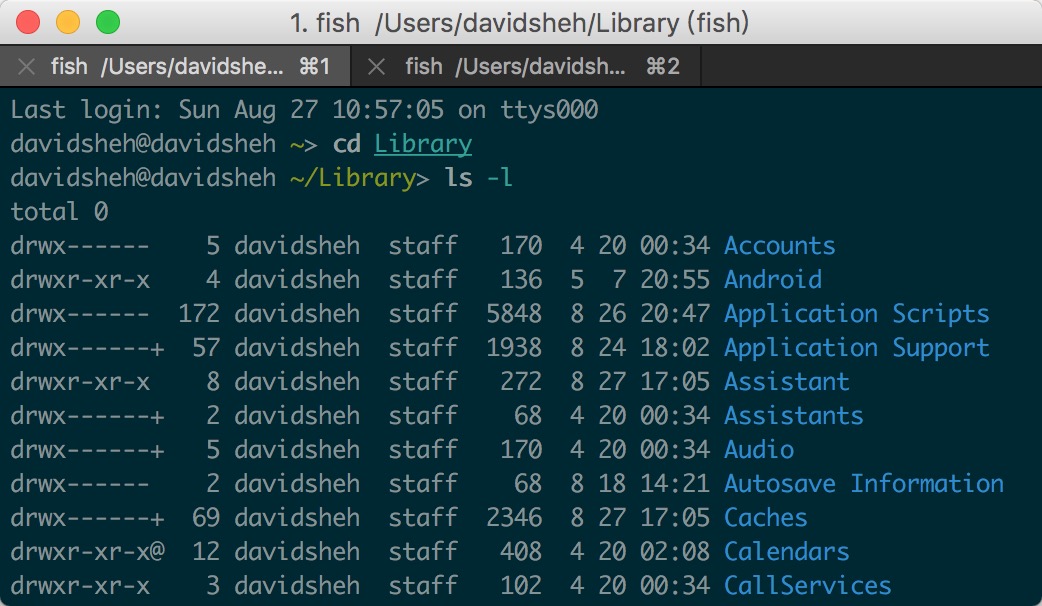 1. fish  /Users/davidsheh/Library (fish)
fish  /Users/davidshe...  ⌘1  fish  /Users/davidsh...  ⌘2
Last login: Sun Aug 27 10:57:05 on ttys000
davidsheh@davidsheh ~> cd Library
davidsheh@davidsheh ~/Library> ls -l
total 0
drwx------    5 davidsheh  staff   170  4 20 00:34 Accounts
drwxr-xr-x    4 davidsheh  staff   136  5  7 20:55 Android
drwx------  172 davidsheh  staff  5848  8 26 20:47 Application Scripts
drwx------+  57 davidsheh  staff  1938  8 24 18:02 Application Support
drwxr-xr-x    8 davidsheh  staff   272  8 27 17:05 Assistant
drwx------+   2 davidsheh  staff    68  4 20 00:34 Assistants
drwx------+   5 davidsheh  staff   170  4 20 00:34 Audio
drwx------    2 davidsheh  staff    68  8 18 14:21 Autosave Information
drwx------+  69 davidsheh  staff  2346  8 27 17:05 Caches
drwxr-xr-x@  12 davidsheh  staff   408  4 20 02:08 Calendars
drwxr-xr-x    3 davidsheh  staff   102  4 20 00:34 CallServices